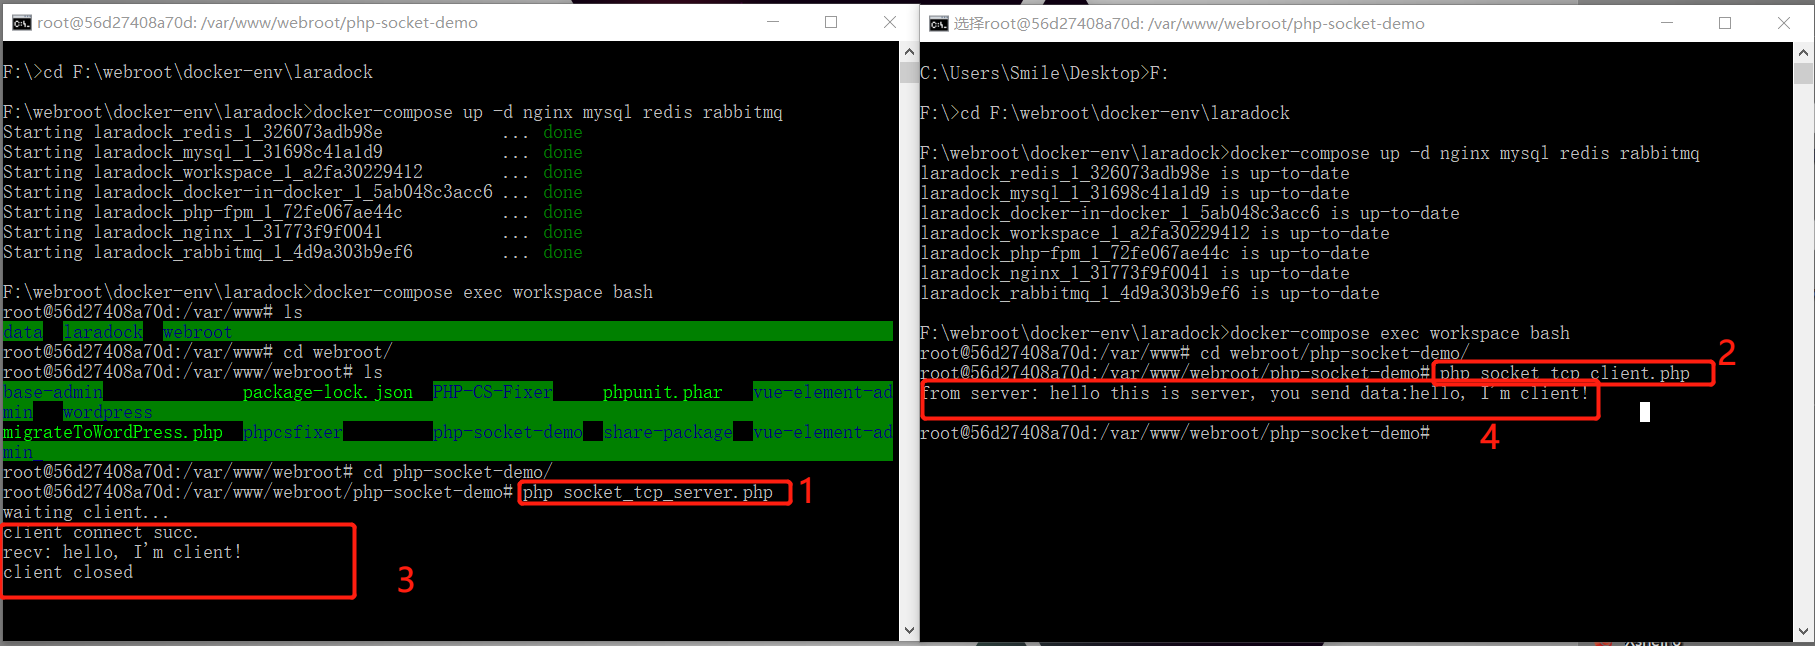 root@56d27408a70d: /var/www/webroot/php-socket-demo
F:\>cd F:\webroot\docker-env\laradock
F:\webroot\docker-env\laradock>docker-compose up -d nginx mysql redis rabbitmq
Starting laradock_redis_1_326073adb98e ... done
Starting laradock_mysql_1_31698c41a1d9 ... done
Starting laradock_workspace_1_a2fa30229412 ... done
Starting laradock_docker-in-docker_1_5ab048c3acc6 ... done
Starting laradock_php-fpm_1_72fe067ae44c ... done
Starting laradock_nginx_1_31773f9f0041 ... done
Starting laradock_rabbitmq_1_4d9a303b9ef6 ... done
F:\webroot\docker-env\laradock>docker-compose exec workspace bash
root@56d27408a70d:/var/www# ls
data laradock webroot
root@56d27408a70d:/var/www# cd webroot/
root@56d27408a70d:/var/www/webroot# ls
base-admin package-lock.json PHP-CS-Fixer phpunit.phar vue-element-ad
min wordpress
migrateToWordPress.php phpcsfixer php-socket-demo share-package vue-element-ad
min_
root@56d27408a70d:/var/www/webroot# cd php-socket-demo/
root@56d27408a70d:/var/www/webroot/php-socket-demo# php socket_tcp_server.php 1
waiting client...
client connect succ.
recv: hello, I'm client!
client closed
3
选择root@56d27408a70d: /var/www/webroot/php-socket-demo
C:\Users\Smile\Desktop>F:
F:\>cd F:\webroot\docker-env\laradock
F:\webroot\docker-env\laradock>docker-compose up -d nginx mysql redis rabbitmq
laradock_redis_1_326073adb98e is up-to-date
laradock_mysql_1_31698c41a1d9 is up-to-date
laradock_docker-in-docker_1_5ab048c3acc6 is up-to-date
laradock_workspace_1_a2fa30229412 is up-to-date
laradock_php-fpm_1_72fe067ae44c is up-to-date
laradock_nginx_1_31773f9f0041 is up-to-date
laradock_rabbitmq_1_4d9a303b9ef6 is up-to-date
F:\webroot\docker-env\laradock>docker-compose exec workspace bash
root@56d27408a70d:/var/www# cd webroot/php-socket-demo/
root@56d27408a70d:/var/www/webroot/php-socket-demo# php socket_tcp_client.php 2
from server: hello this is server, you send data:hello, I'm client!
root@56d27408a70d:/var/www/webroot/php-socket-demo#
4